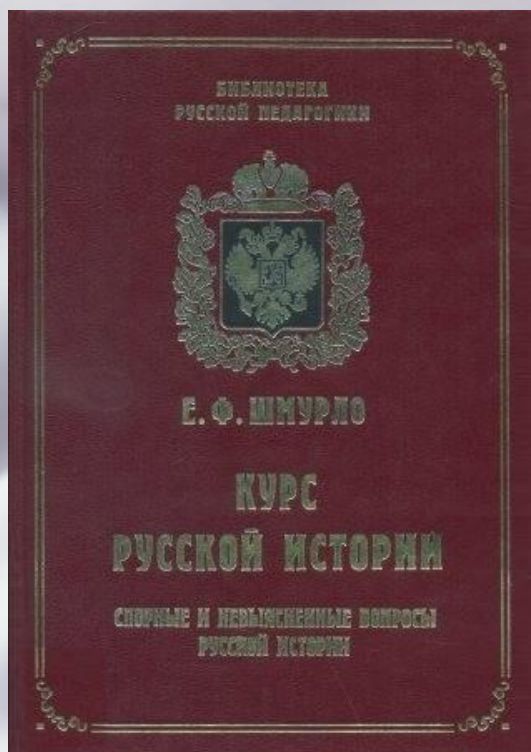 БИБЛИОТЕКА
РУССКОЙ ПЕДАГОГИКИ
Е. Ф. ШМУРЛО
КУРС
РУССКОЙ ИСТОРИИ
СПОРНЫЕ И НЕВЫЯСНЕННЫЕ ВОПРОСЫ
РУССКОЙ ИСТОРИИ